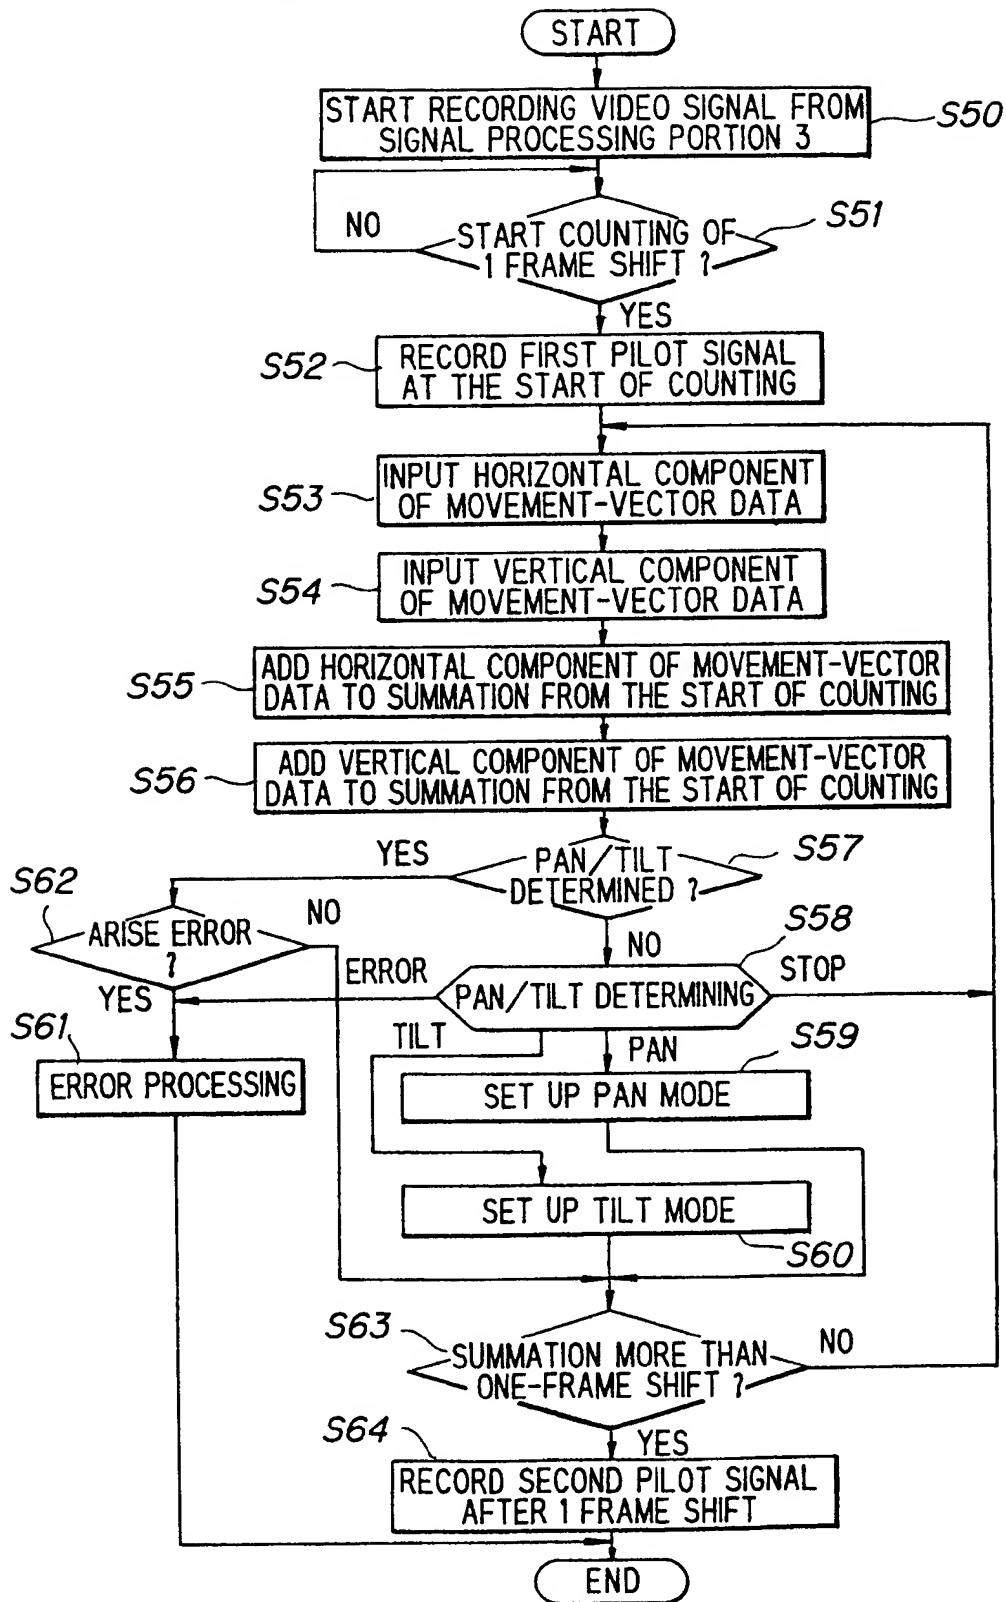 START
START RECORDING VIDEO SIGNAL FROM
SIGNAL PROCESSING PORTION 3
S50
NO
START COUNTING OF
1 FRAME SHIFT ?
S51
YES
S52
RECORD FIRST PILOT SIGNAL
AT THE START OF COUNTING
S53
INPUT HORIZONTAL COMPONENT
OF MOVEMENT-VECTOR DATA
S54
INPUT VERTICAL COMPONENT
OF MOVEMENT-VECTOR DATA
S55
ADD HORIZONTAL COMPONENT OF MOVEMENT-VECTOR
DATA TO SUMMATION FROM THE START OF COUNTING
S56
ADD VERTICAL COMPONENT OF MOVEMENT-VECTOR
DATA TO SUMMATION FROM THE START OF COUNTING
YES
PAN/TILT
DETERMINED ?
S57
S62
ARISE ERROR
?
NO
NO
S58
YES
ERROR
PAN/TILT DETERMINING
STOP
S61
TILT
PAN
S59
ERROR PROCESSING
SET UP PAN MODE
SET UP TILT MODE
S60
S63
SUMMATION MORE THAN
ONE-FRAME SHIFT ?
NO
S64
YES
RECORD SECOND PILOT SIGNAL
AFTER 1 FRAME SHIFT
END